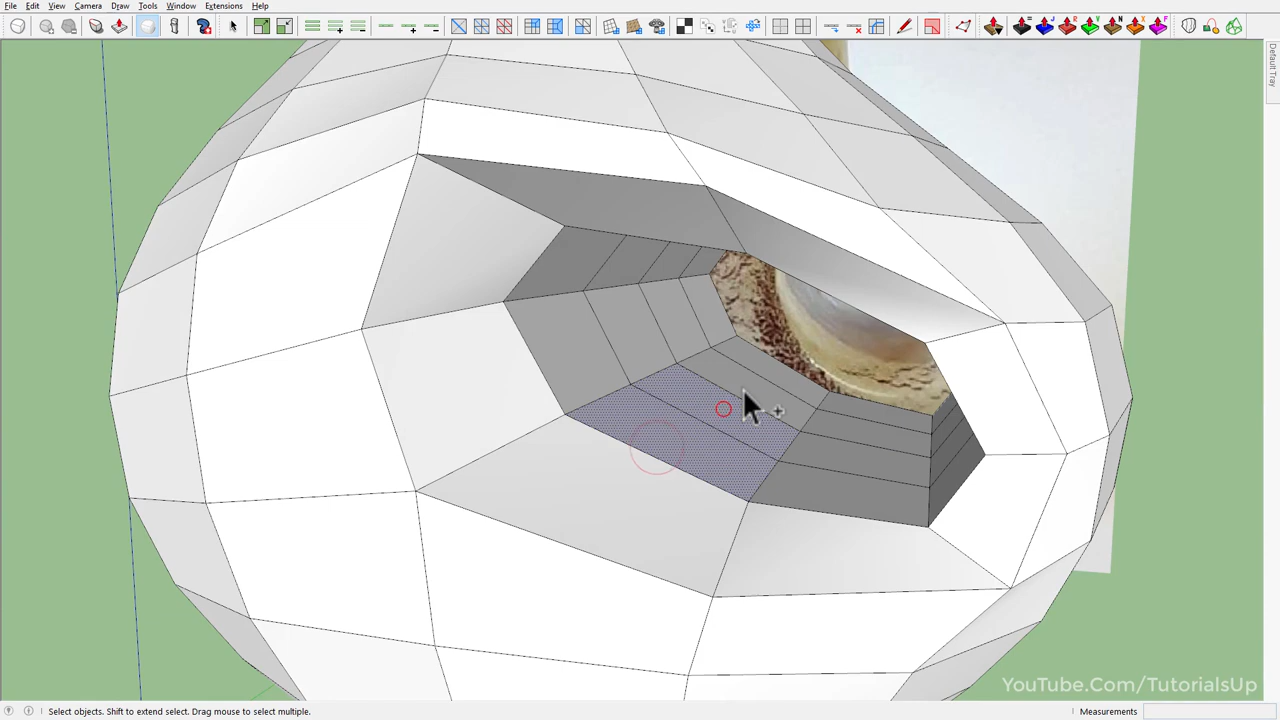 File Edit View Camera Draw Tools Window Extensions Help
Default Tray
YouTube.Com/TutorialsUp
Select objects. Shift to extend select. Drag mouse to select multiple. Measurements